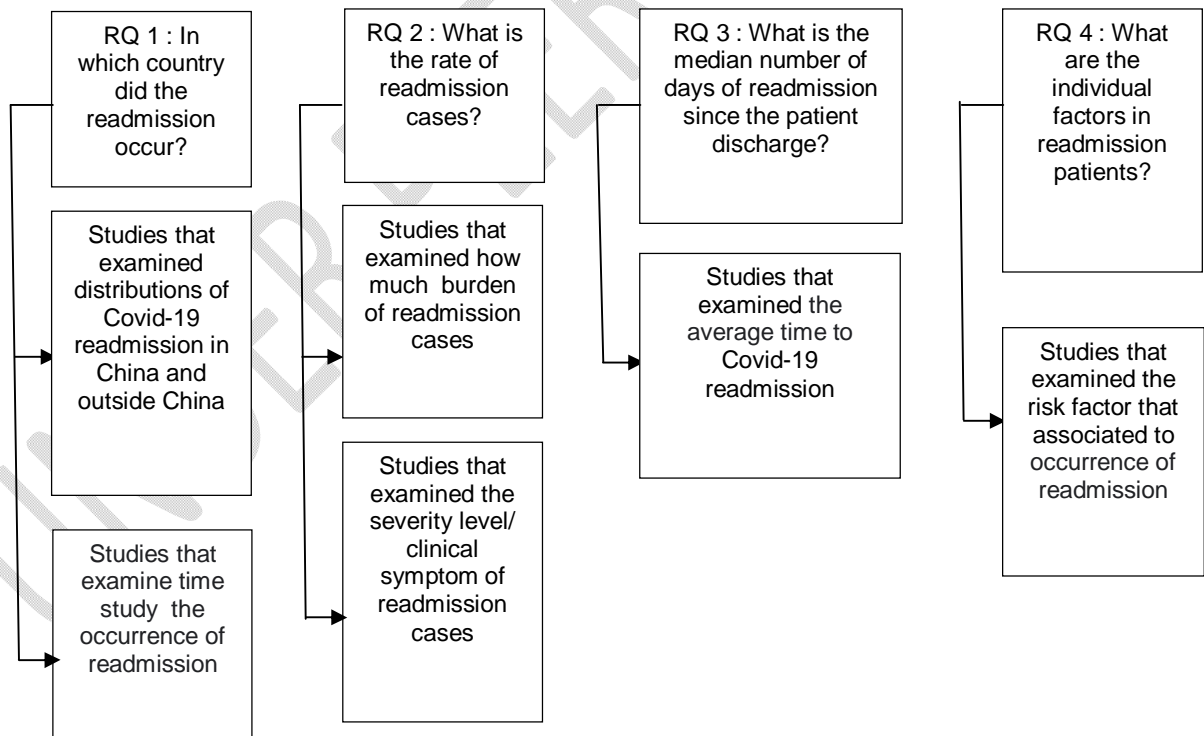 RQ 1 : In
which country
did the
readmission
occur?
Studies that
examined
distributions of
Covid-19
readmission in
China and
outside China
Studies that
examine time
study the
occurrence of
readmission
RQ 2 : What is
the rate of
readmission
cases?
Studies that
examined how
much burden
of readmission
cases
Studies that
examined the
severity level/
clinical
symptom of
readmission
cases
RQ 3 : What is the
median number of
days of readmission
since the patient
discharge?
Studies that
examined the
average time to
Covid-19
readmission
RQ 4 : What
are the
individual
factors in
readmission
patients?
Studies that
examined the
risk factor that
associated to
occurrence of
readmission